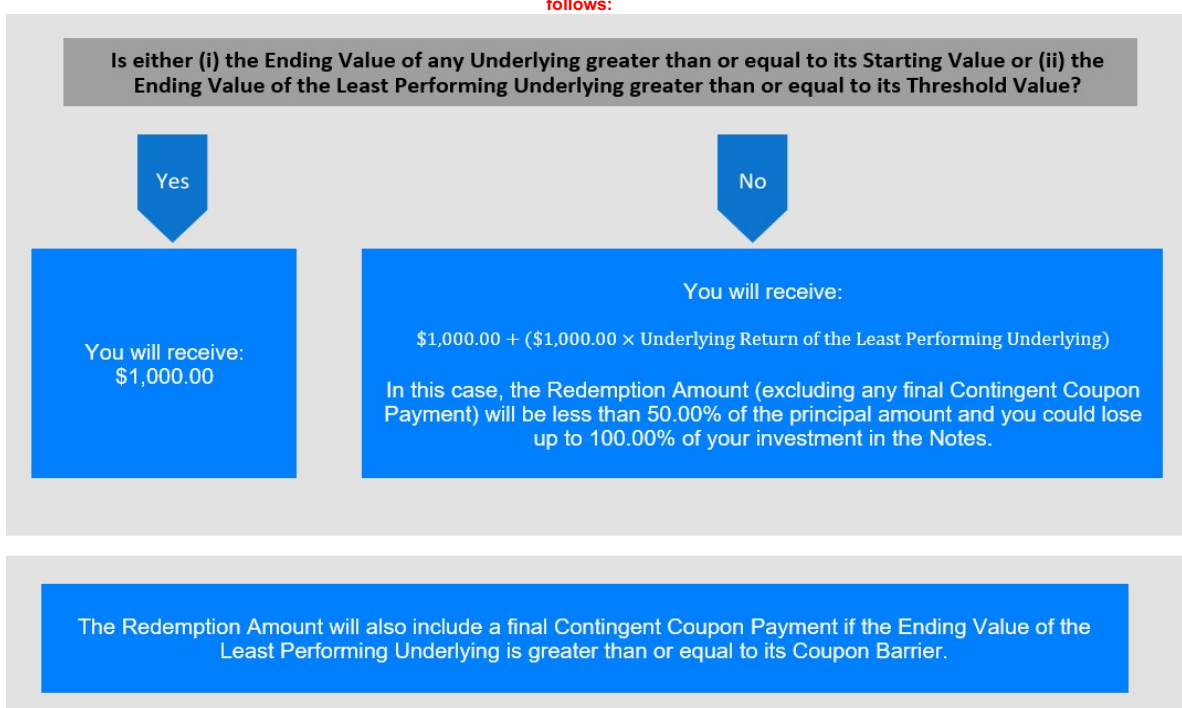 follows:
Is either (i) the Ending Value of any Underlying greater than or equal to its Starting Value or (ii) the
Ending Value of the Least Performing Underlying greater than or equal to its Threshold Value?
Yes
No
You will receive:
$1,000.00
You will receive:
$1,000.00 + ($1,000.00 × Underlying Return of the Least Performing Underlying)
In this case, the Redemption Amount (excluding any final Contingent Coupon
Payment) will be less than 50.00% of the principal amount and you could lose
up to 100.00% of your investment in the Notes.
The Redemption Amount will also include a final Contingent Coupon Payment if the Ending Value of the
Least Performing Underlying is greater than or equal to its Coupon Barrier.